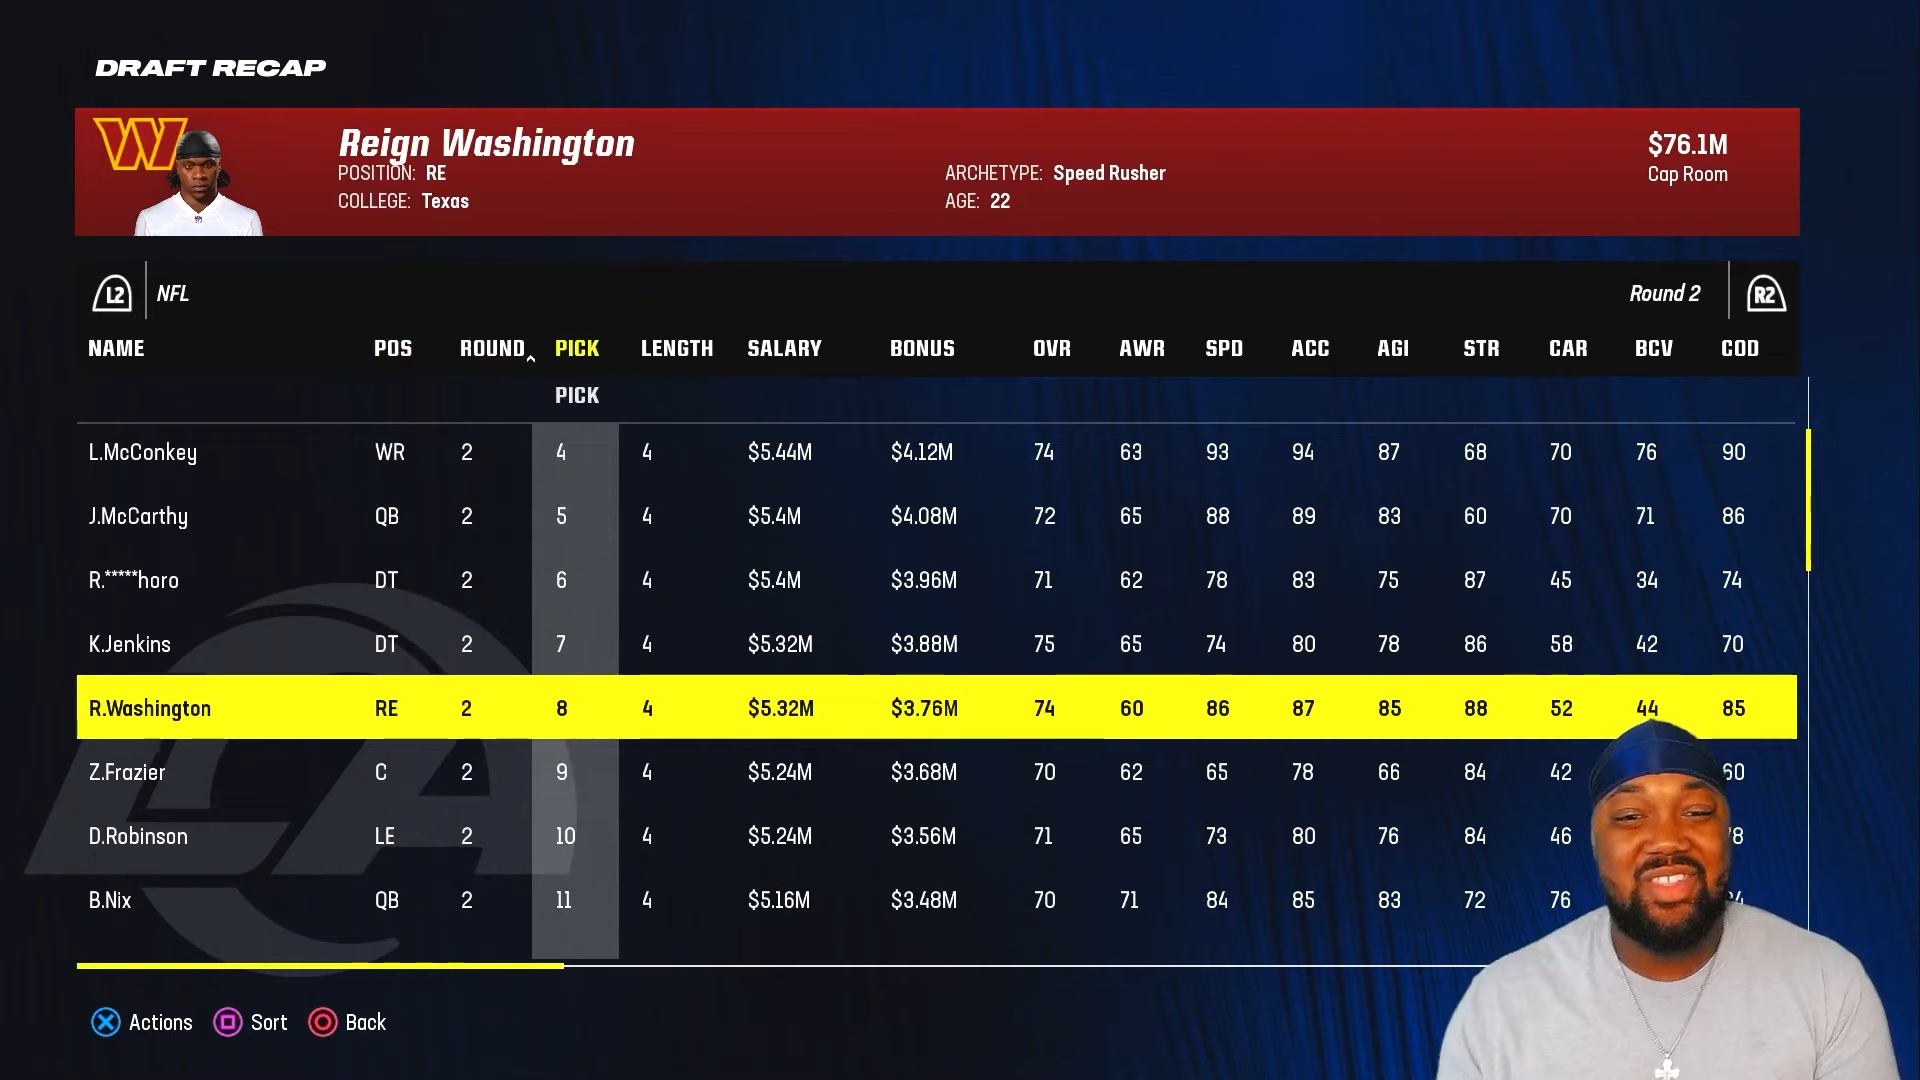 DRAFT RECAP
Reign Washington
POSITION: RE
COLLEGE: Texas
ARCHETYPE: Speed Rusher
AGE: 22
$76.1M
Cap Room
L2 NFL Round 2 R2
NAME POS ROUND PICK LENGTH SALARY BONUS OVR AWR SPD ACC AGI STR CAR BCV COD
PICK
L.McConkey WR 2 4 4 $5.44M $4.12M 74 63 93 94 87 68 70 76 90
J.McCarthy QB 2 5 4 $5.4M $4.08M 72 65 88 89 83 60 70 71 86
R.*****horo DT 2 6 4 $5.4M $3.96M 71 62 78 83 75 87 45 34 74
K.Jenkins DT 2 7 4 $5.32M $3.88M 75 65 74 80 78 86 58 42 70
R.Washington RE 2 8 4 $5.32M $3.76M 74 60 86 87 85 88 52 44 85
Z.Frazier C 2 9 4 $5.24M $3.68M 70 62 65 78 66 84 42 60
D.Robinson LE 2 10 4 $5.24M $3.56M 71 65 73 80 76 84 46
B.Nix QB 2 11 4 $5.16M $3.48M 70 71 84 85 83 72 76
Actions Sort Back